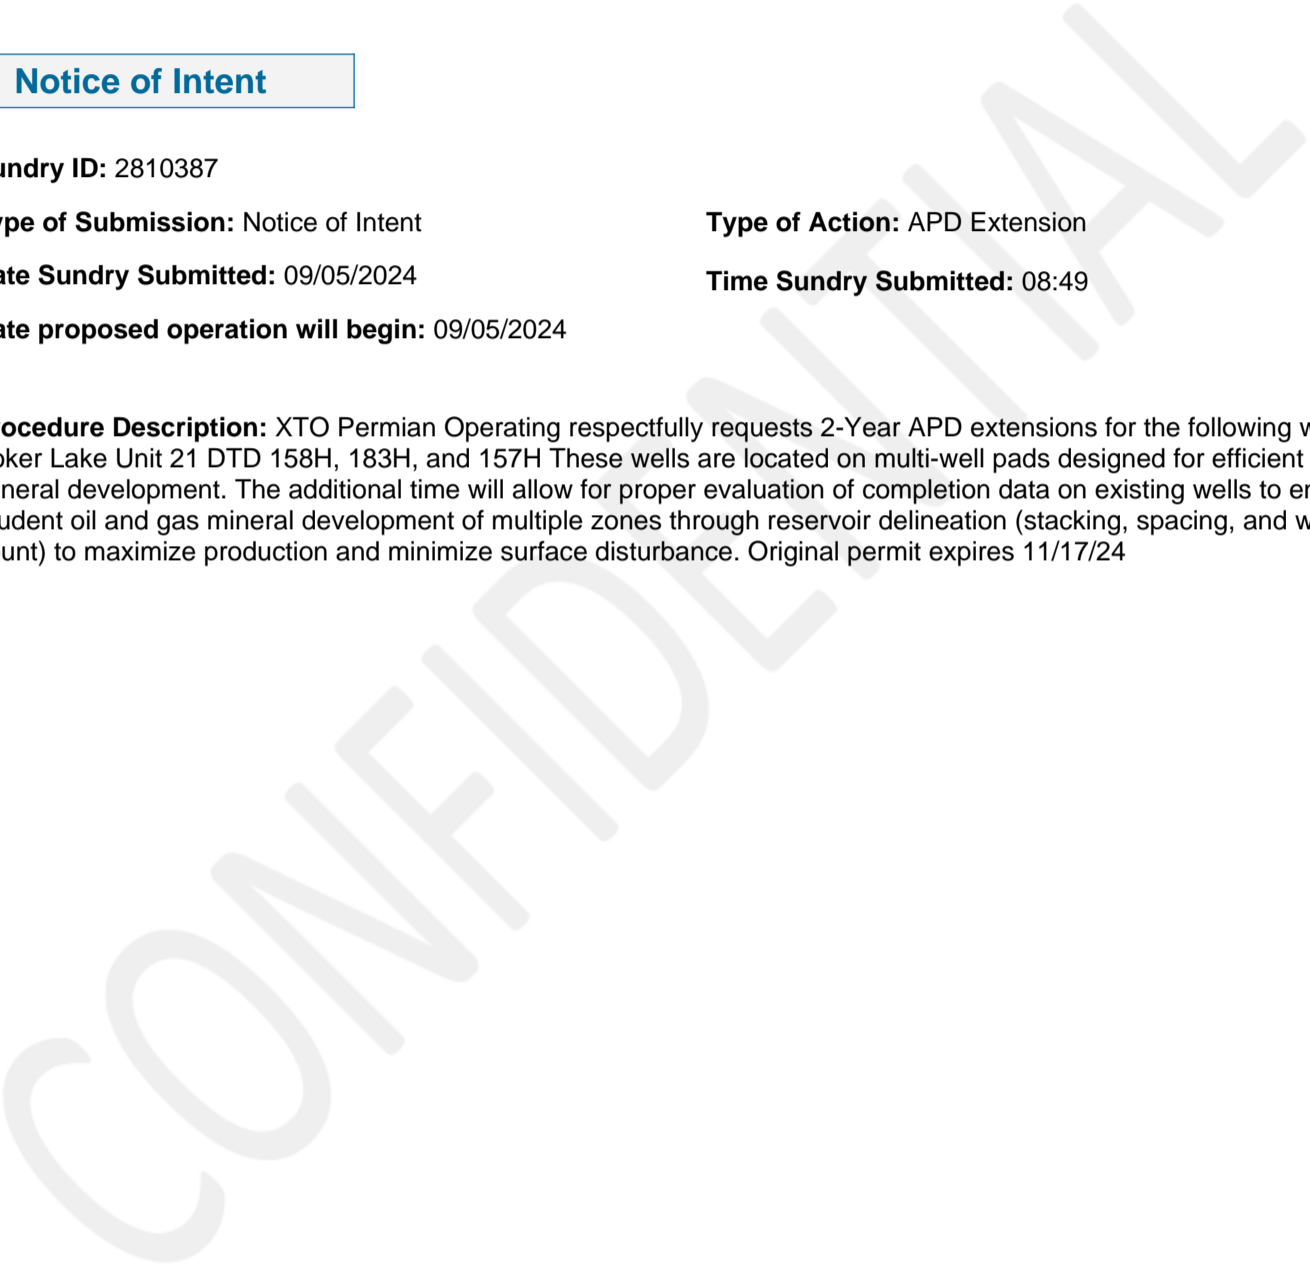 Notice of Intent
undry ID: 2810387
ype of Submission: Notice of Intent
Type of Action: APD Extension
ate Sundry Submitted: 09/05/2024
Time Sundry Submitted: 08:49
ate proposed operation will begin: 09/05/2024
ocedure Description: XTO Permian Operating respectfully requests 2-Year APD extensions for the following w
oker Lake Unit 21 DTD 158H, 183H, and 157H These wells are located on multi-well pads designed for efficient
neral development. The additional time will allow for proper evaluation of completion data on existing wells to en
udent oil and gas mineral development of multiple zones through reservoir delineation (stacking, spacing, and w
unt) to maximize production and minimize surface disturbance. Original permit expires 11/17/24
CONFIDENTIAL